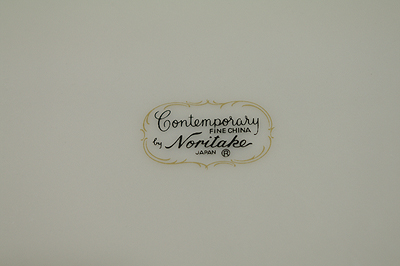 Contemporary
FINE CHINA
by Noritake
JAPAN ®